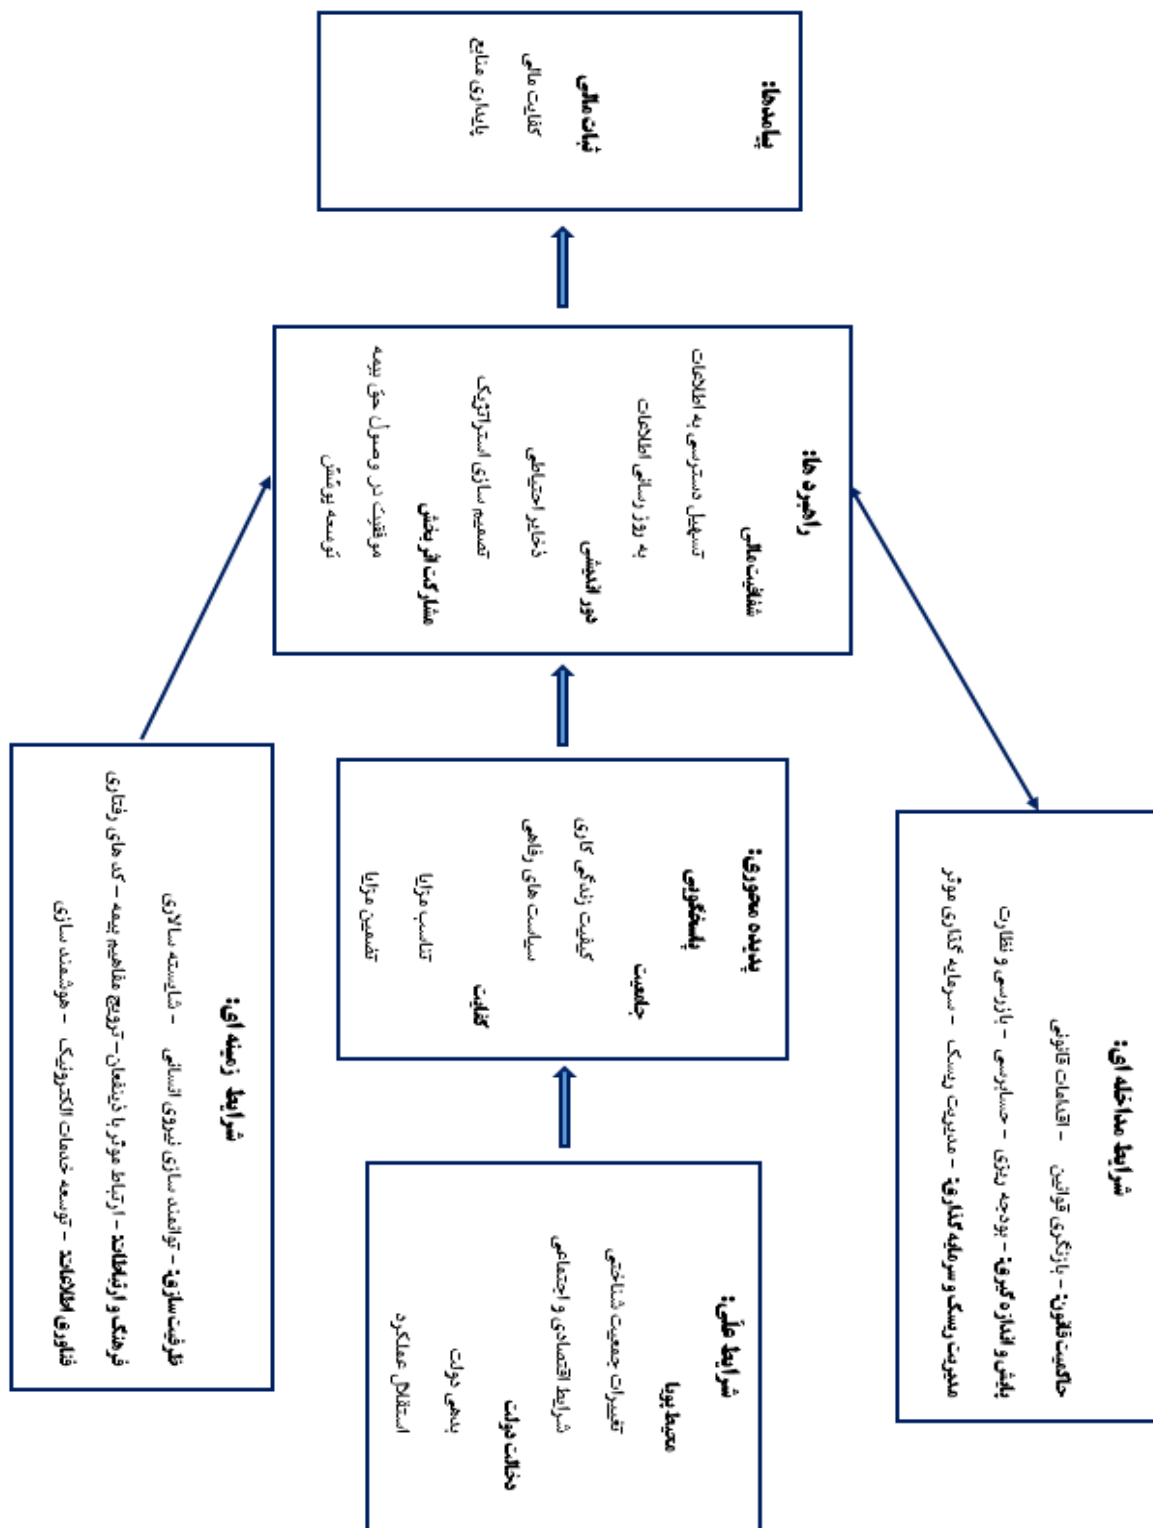 شرایط مداخله ای:
حاکمیت قانون: - بازنگری قوانین - اقدامات قانونی
پایش و اندازه گیری: - بودجه ریزی - حسابرسی - بازرسی و نظارت
مدیریت ریسک و سرمایه گذاری: - مدیریت ریسک - سرمایه گذاری موثر
شرایط علّی:
محیط پویا
تغییرات جمعیت شناختی
شرایط اقتصادی و اجتماعی
دخالت دولت
بدهی دولت
استقلال عملکرد
پدیده محوری:
پاسخگویی
جامعیت
کیفیت زندگی کاری
سیاست های رفاهی
کفایت
تناسب مزایا
تضمین مزایا
راهبرد ها:
شفافیت مالی
تسهیل دسترسی به اطلاعات
به روز رسانی اطلاعات
دور اندیشی
ذخایر احتیاطی
تصمیم سازی استراتژیک
مشارکت اثر بخش
موفقیت در وصول حق بیمه
توسعه پوشش
پیامدها:
ثبات مالی
کفایت مالی
پایداری منابع
شرایط زمینه ای:
ظرفیت سازی: - توانمند سازی نیروی انسانی - شایسته سالاری
فرهنگ و ارتباطات: - ارتباط موثر با ذینفعان - ترویج مفاهیم بیمه - کد های رفتاری
فناوری اطلاعات: - توسعه خدمات الکترونیک - هوشمند سازی